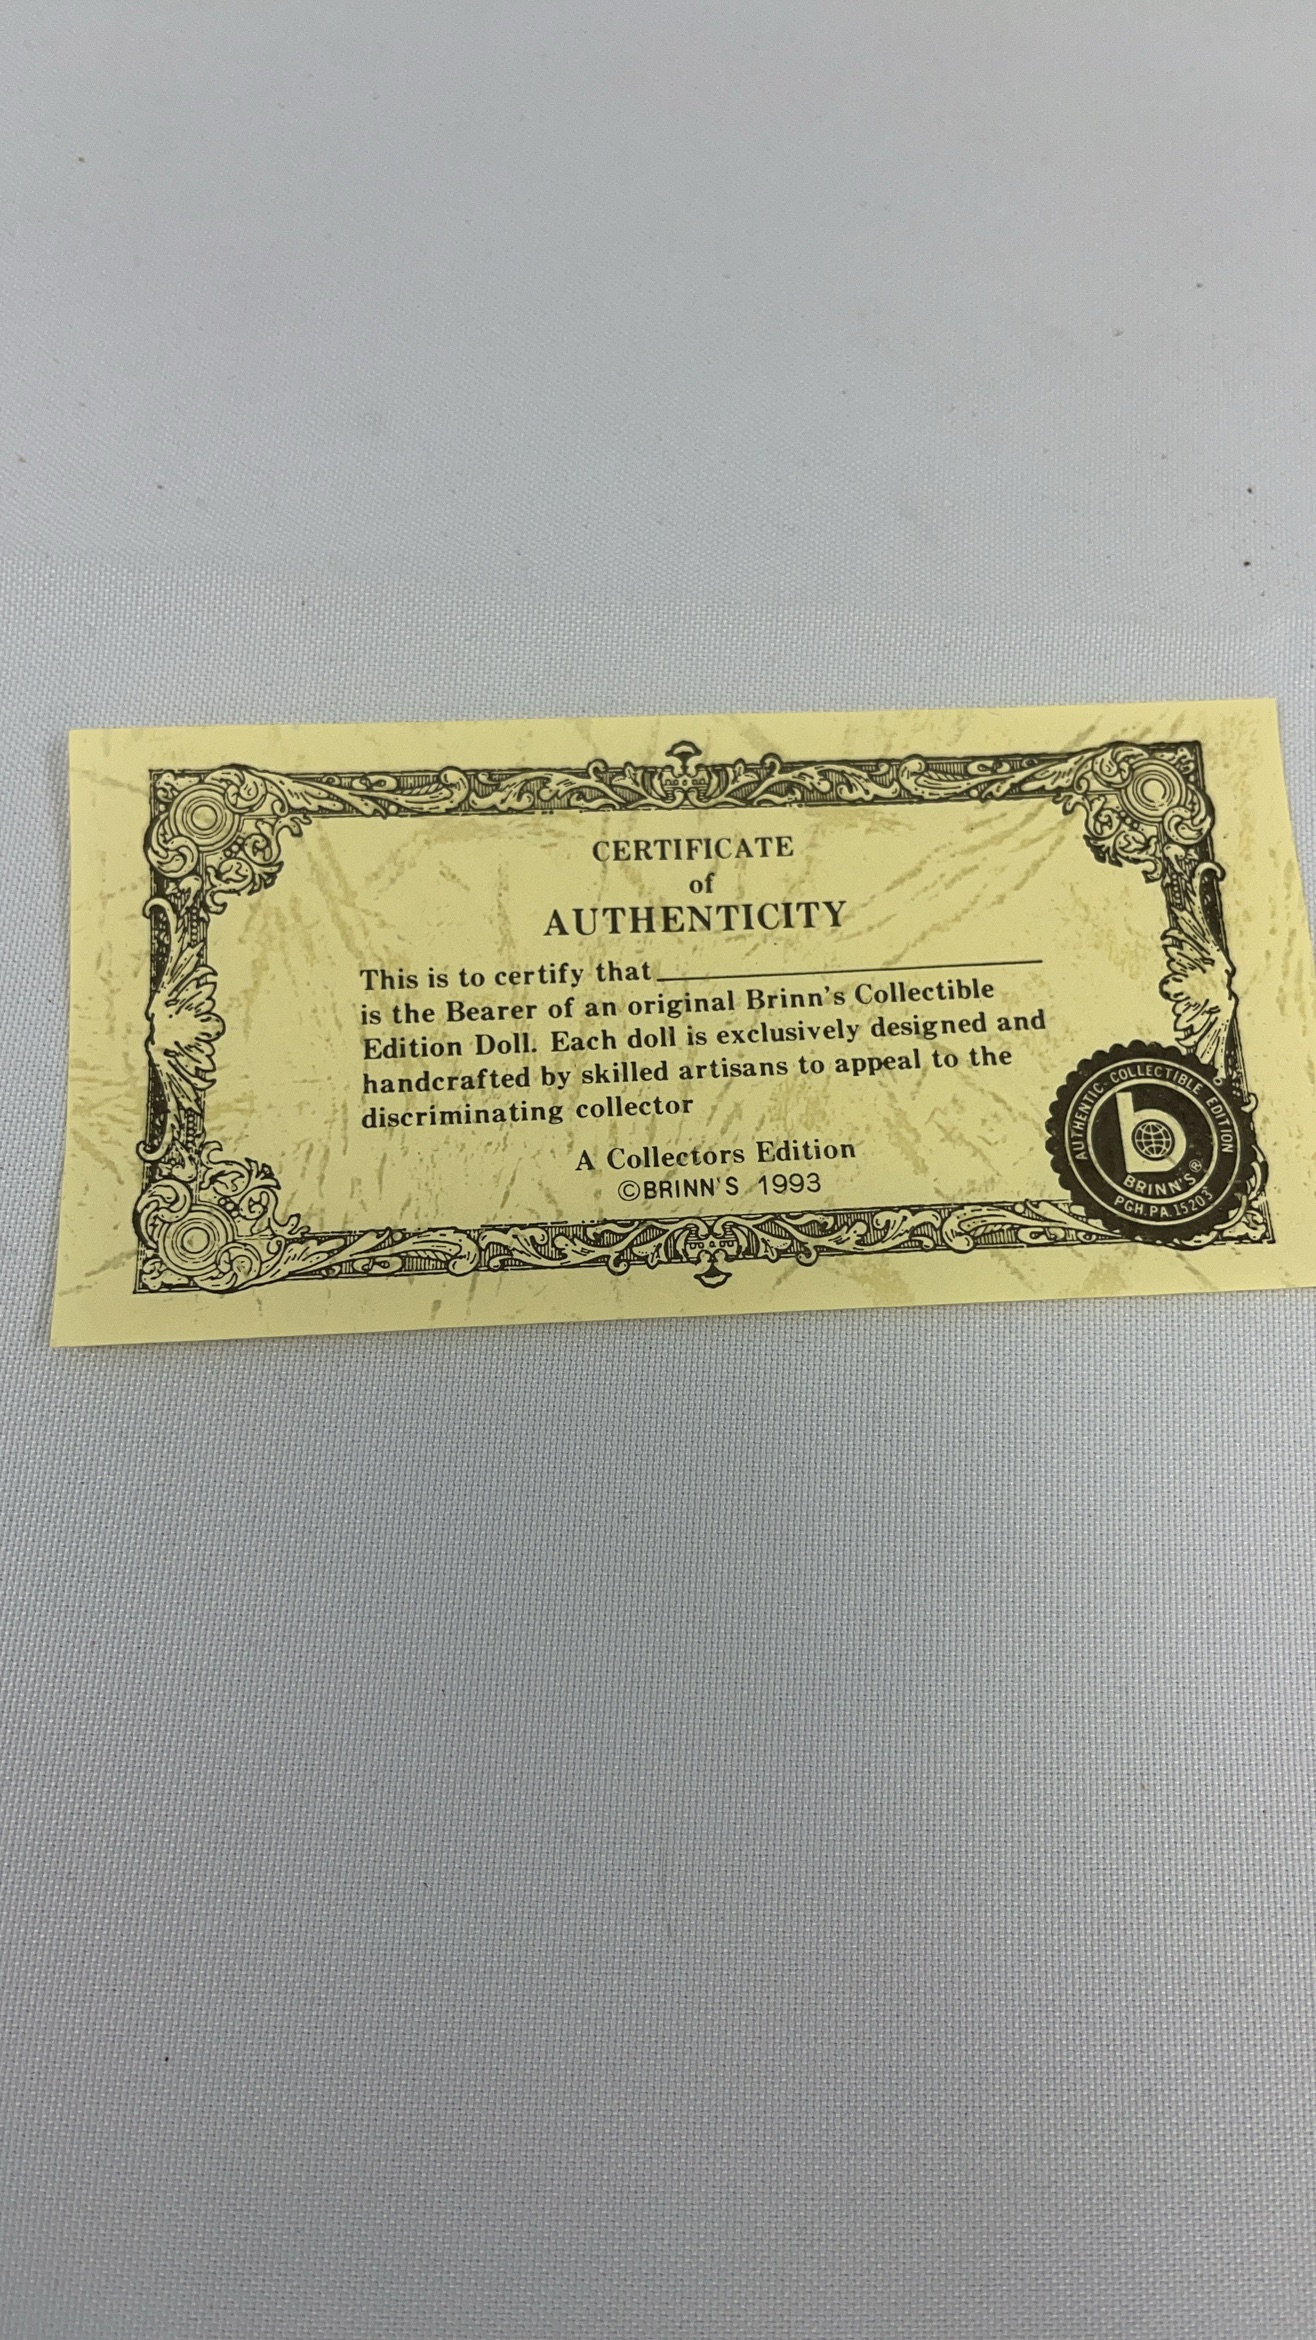 CERTIFICATE
of
AUTHENTICITY
This is to certify that
is the Bearer of an original Brinn's Collectible
Edition Doll. Each doll is exclusively designed and
handcrafted by skilled artisans to appeal to the
discriminating collector
A Collectors Edition
©BRINN'S 1993
AUTHENTIC COLLECTIBLE EDITION
b
BRINN'S®
PGH. PA. 15203